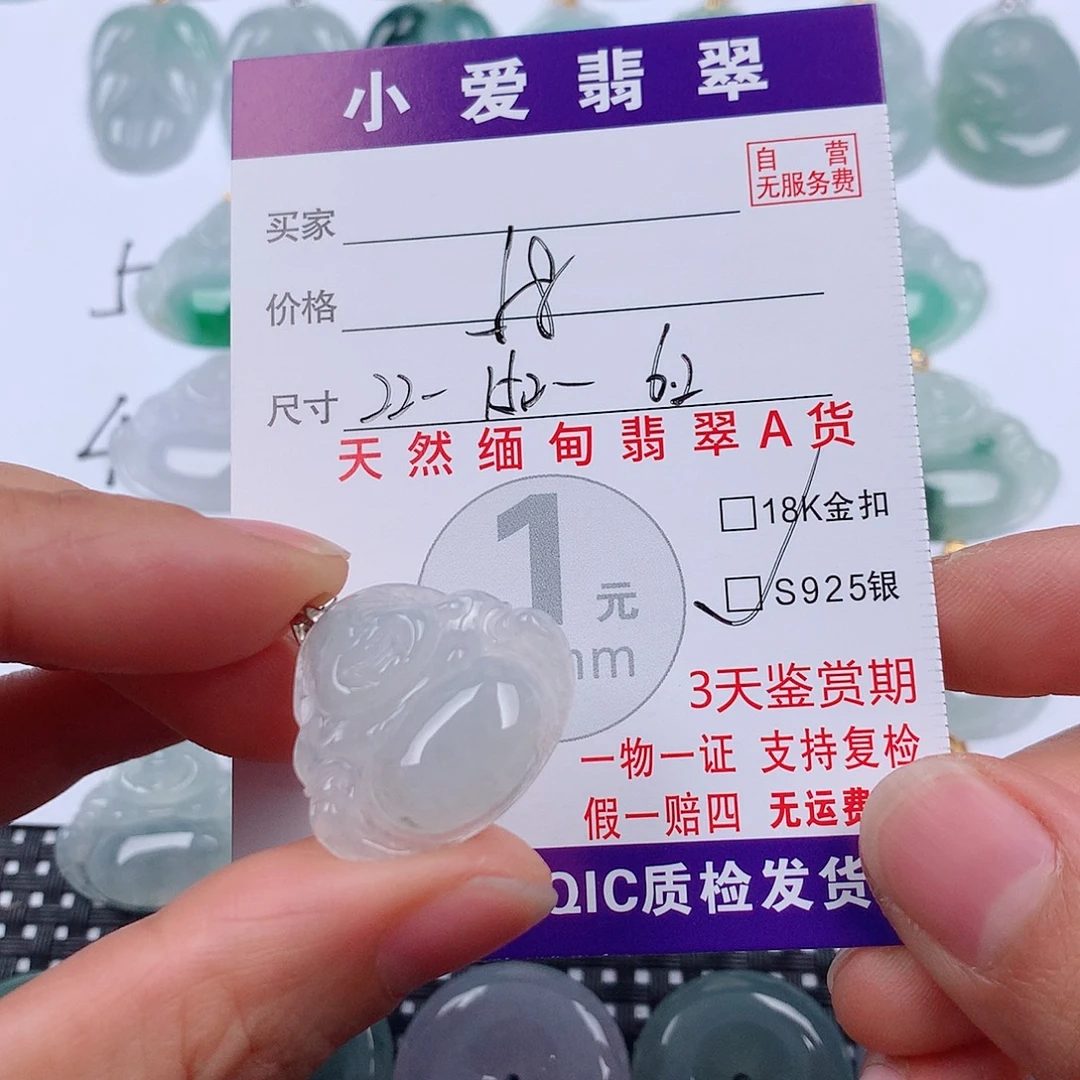 小爱翡翠
自营
无服务费
买家
价格 18
尺寸 22- - 6.2
天然缅甸翡翠A货
1元
mm
18K金扣
S925银
3天鉴赏期
一物一证 支持复检
假一赔四 无运费
QIC质检发货